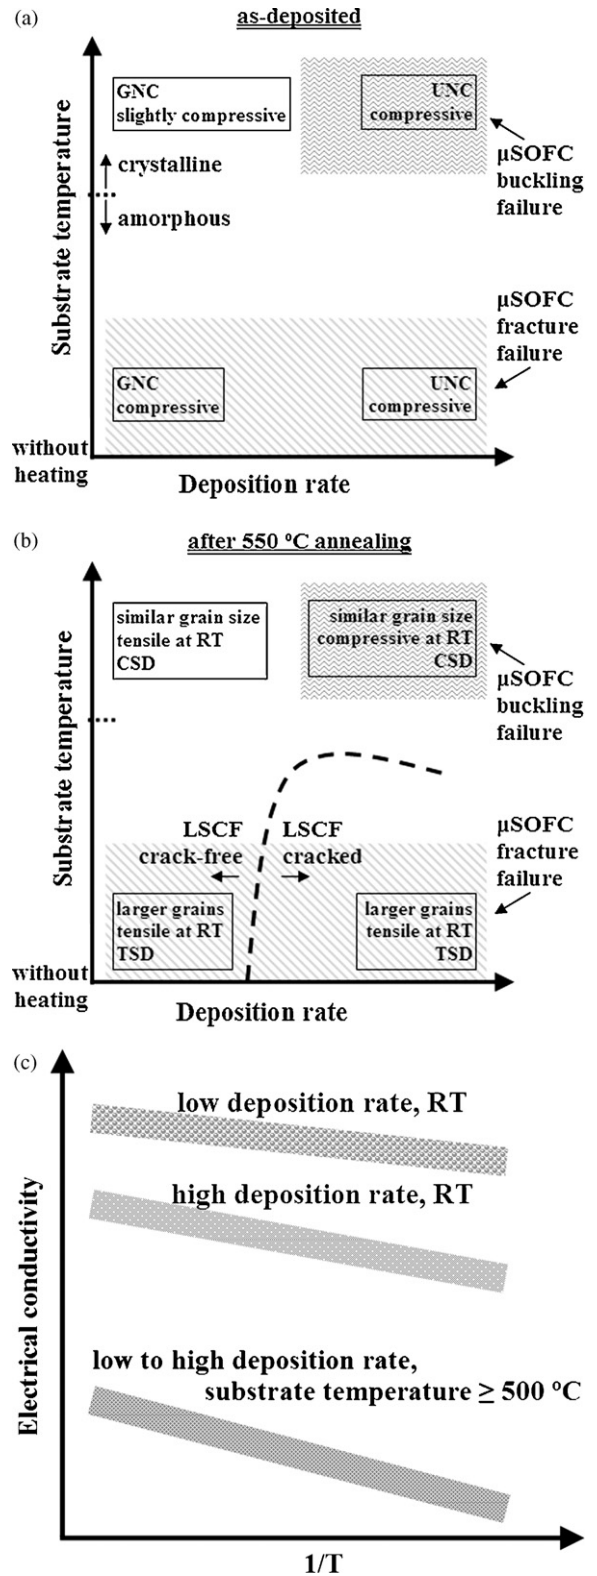 (a)
as-deposited
Substrate temperature
GNC
slightly compressive
UNC
compressive
crystalline
amorphous
μSOFC
buckling
failure
μSOFC
fracture
failure
GNC
compressive
UNC
compressive
without
heating
Deposition rate
(b)
after 550 ºC annealing
Substrate temperature
similar grain size
tensile at RT
CSD
similar grain size
compressive at RT
CSD
μSOFC
buckling
failure
LSCF
crack-free
LSCF
cracked
μSOFC
fracture
failure
larger grains
tensile at RT
TSD
larger grains
tensile at RT
TSD
without
heating
Deposition rate
(c)
Electrical conductivity
low deposition rate, RT
high deposition rate, RT
low to high deposition rate,
substrate temperature ≥ 500 ºC
1/T